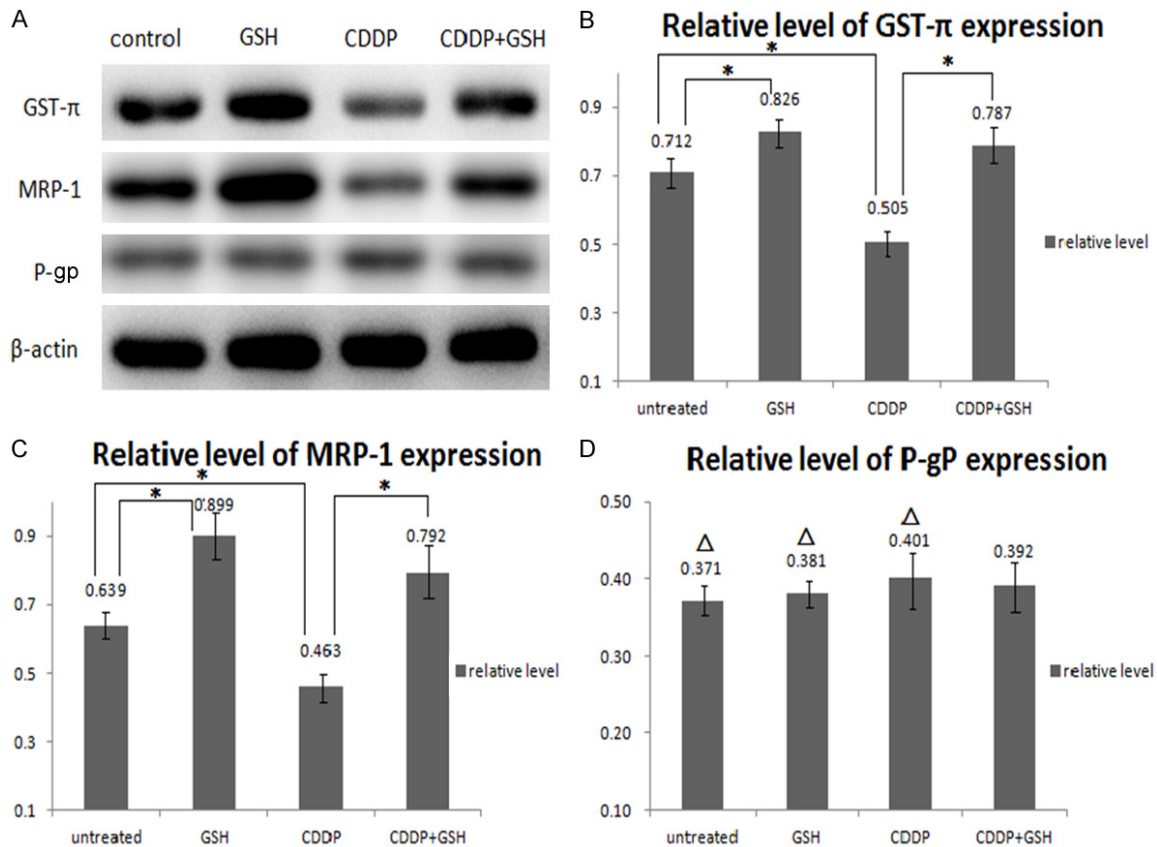 A
control GSH CDDP CDDP+GSH
GST-π
MRP-1
P-gp
β-actin
B
Relative level of GST-π expression
* * *
0.9
0.7
0.5
0.3
0.1
0.712
0.826
0.505
0.787
relative level
untreated GSH CDDP CDDP+GSH
C
Relative level of MRP-1 expression
* * *
0.9
0.7
0.5
0.3
0.1
0.639
0.899
0.463
0.792
relative level
untreated GSH CDDP CDDP+GSH
D
Relative level of P-gP expression
0.50
0.40
0.30
0.20
0.10
Δ Δ Δ
0.371
0.381
0.401
0.392
relative level
untreated GSH CDDP CDDP+GSH